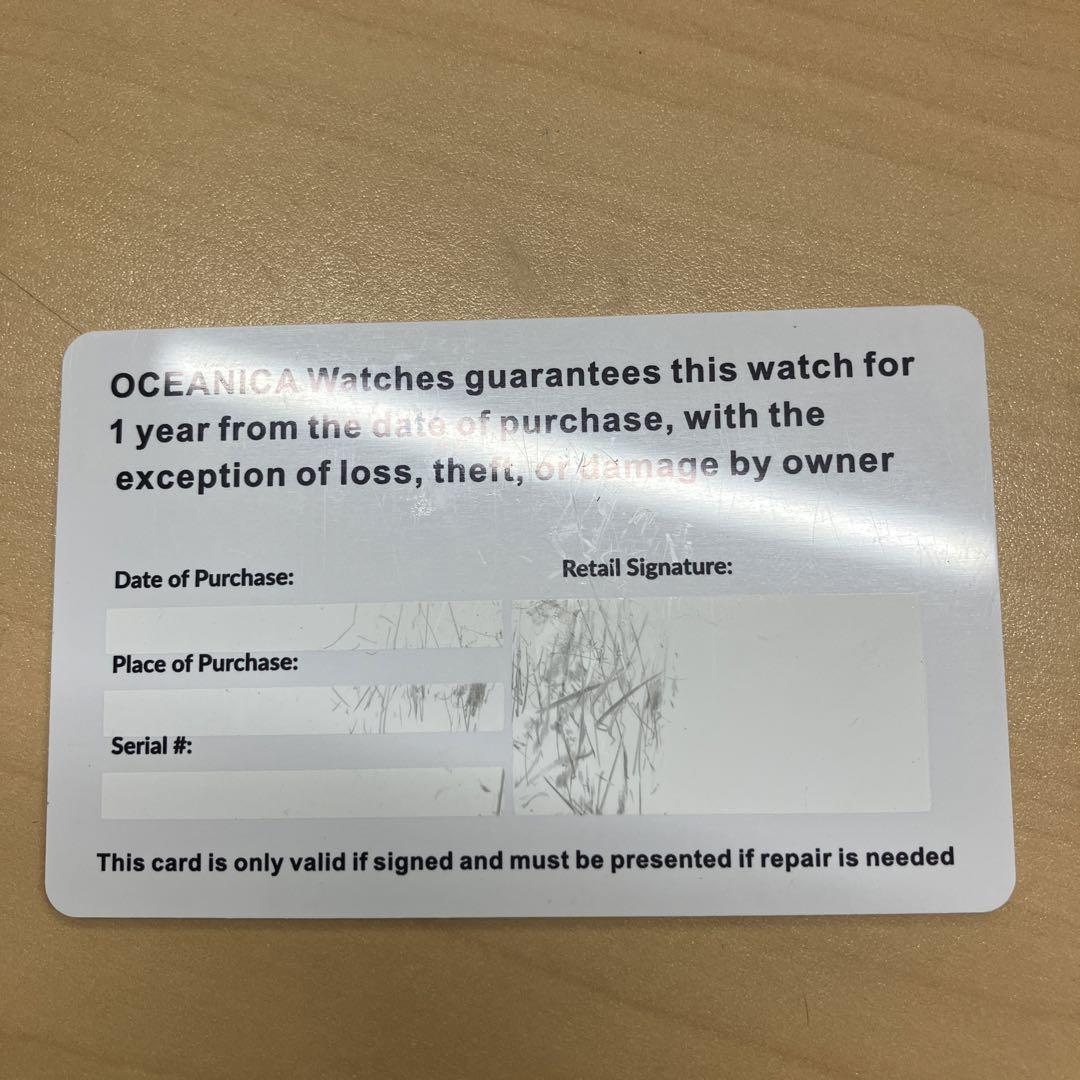 OCEANICA Watches guarantees this watch for
1 year from the date of purchase, with the
exception of loss, theft, or damage by owner
Date of Purchase:
Retail Signature:
Place of Purchase:
Serial #:
This card is only valid if signed and must be presented if repair is needed